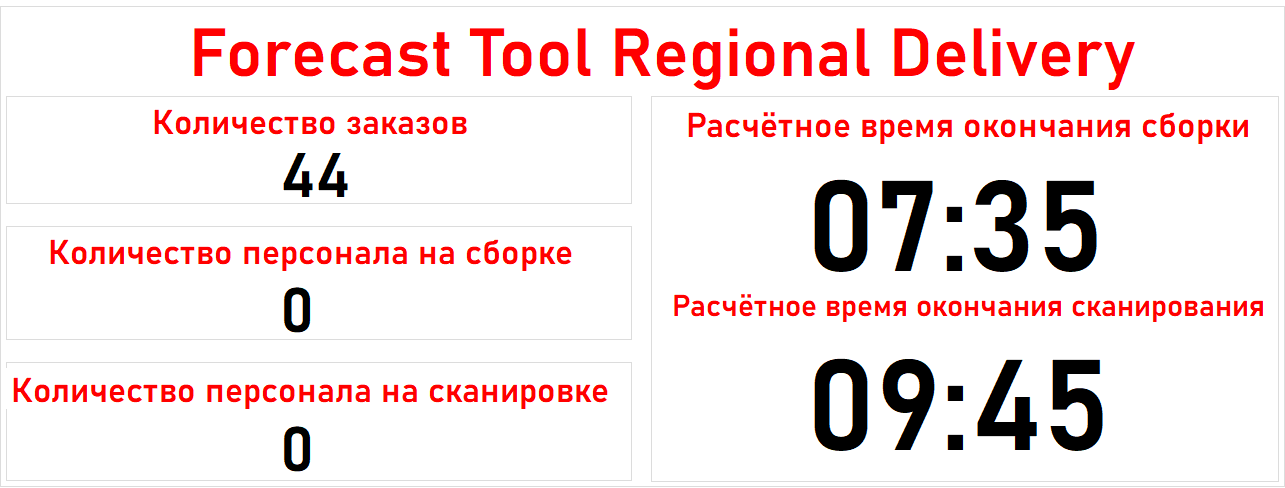 Forecast Tool Regional Delivery
Количество заказов
44
Количество персонала на сборке
0
Количество персонала на сканировке
0
Расчётное время окончания сборки
07:35
Расчётное время окончания сканирования
09:45